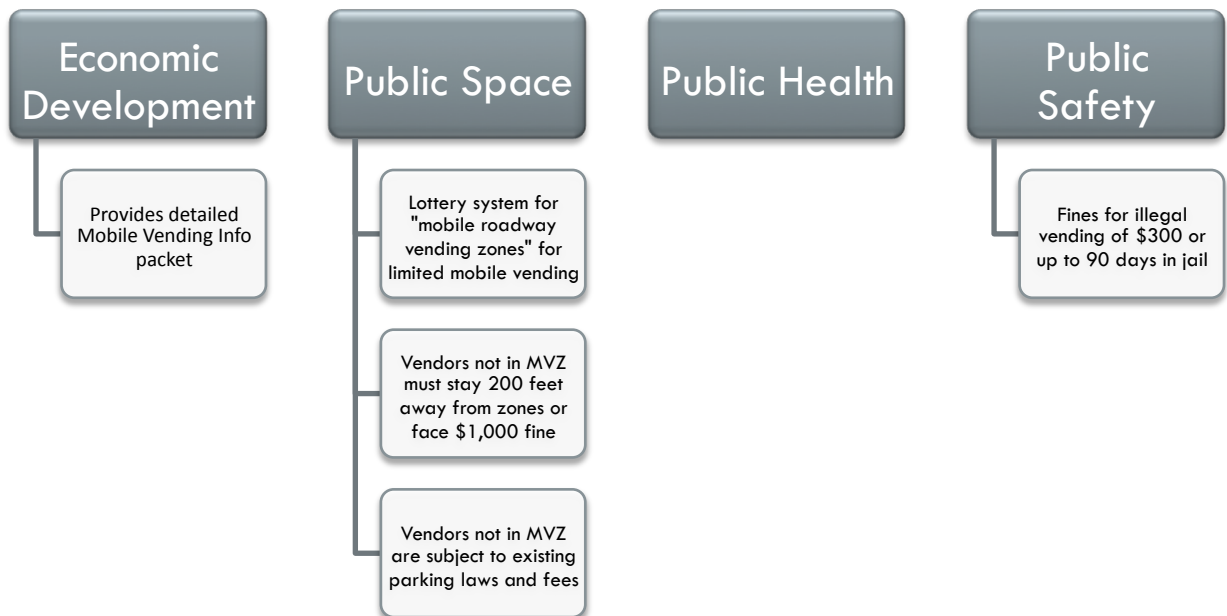 Economic
Development
Provides detailed
Mobile Vending Info
packet
Public Space
Lottery system for
"mobile roadway
vending zones" for
limited mobile vending
Vendors not in MVZ
must stay 200 feet
away from zones or
face $1,000 fine
Vendors not in MVZ
are subject to existing
parking laws and fees
Public Health
Public
Safety
Fines for illegal
vending of $300 or
up to 90 days in jail